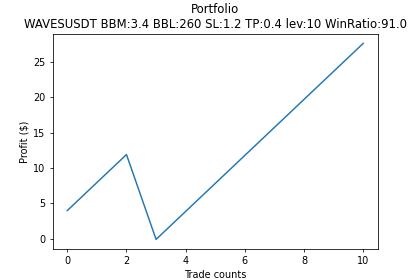 Portfolio
WAVESUSDT BBM:3.4 BBL:260 SL:1.2 TP:0.4 lev:10 WinRatio:91.0
Profit ($)
25
20
15
10
5
0
0 2 4 6 8 10
Trade counts